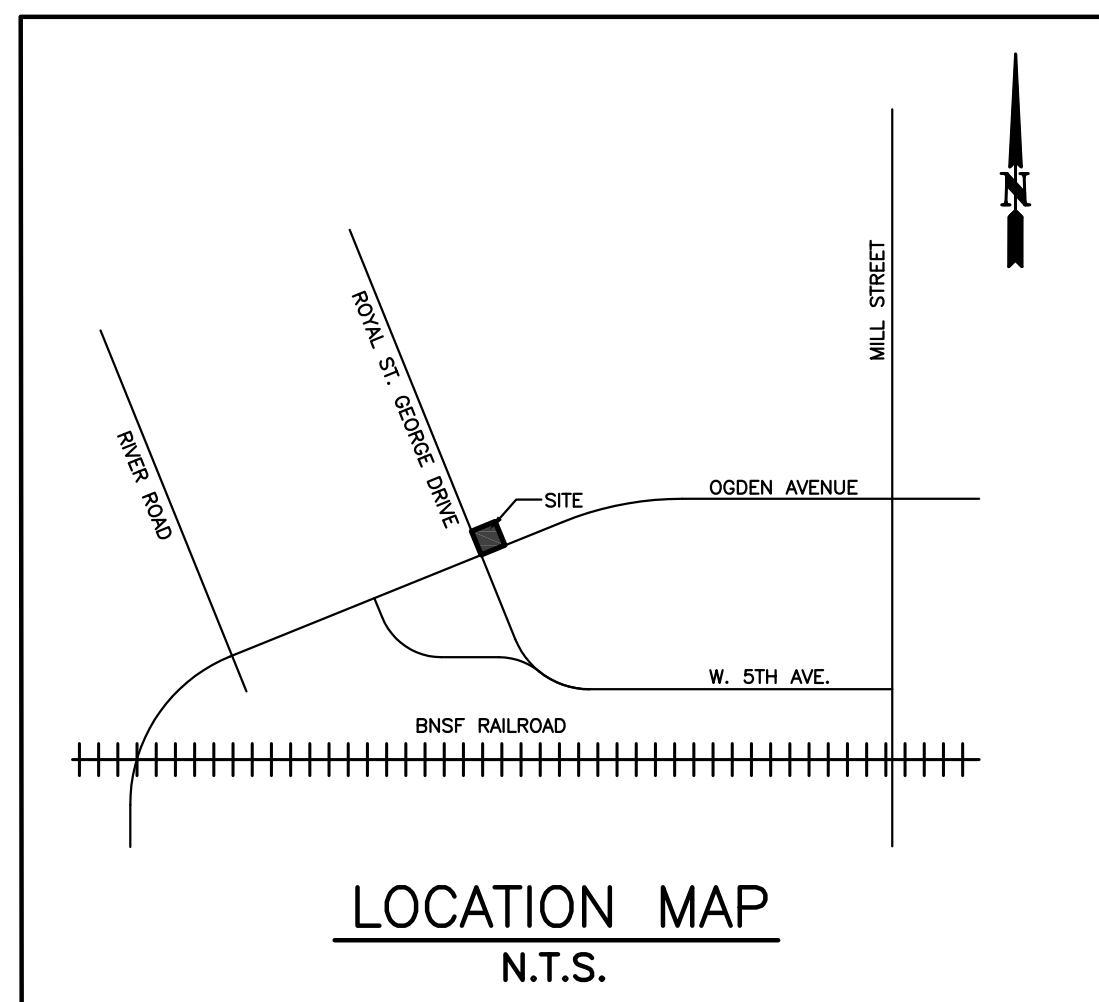 N
MILL STREET
ROYAL ST. GEORGE DRIVE
RIVER ROAD
OGDEN AVENUE
SITE
W. 5TH AVE.
BNSF RAILROAD
LOCATION MAP
N.T.S.